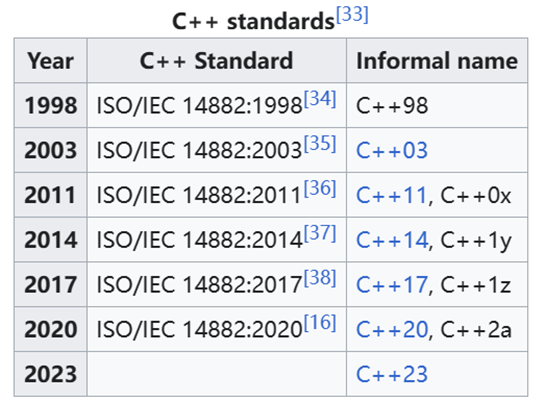 C++ standards[33]
Year C++ Standard Informal name
1998 ISO/IEC 14882:1998[34] C++98
2003 ISO/IEC 14882:2003[35] C++03
2011 ISO/IEC 14882:2011[36] C++11, C++0x
2014 ISO/IEC 14882:2014[37] C++14, C++1y
2017 ISO/IEC 14882:2017[38] C++17, C++1z
2020 ISO/IEC 14882:2020[16] C++20, C++2a
2023 C++23